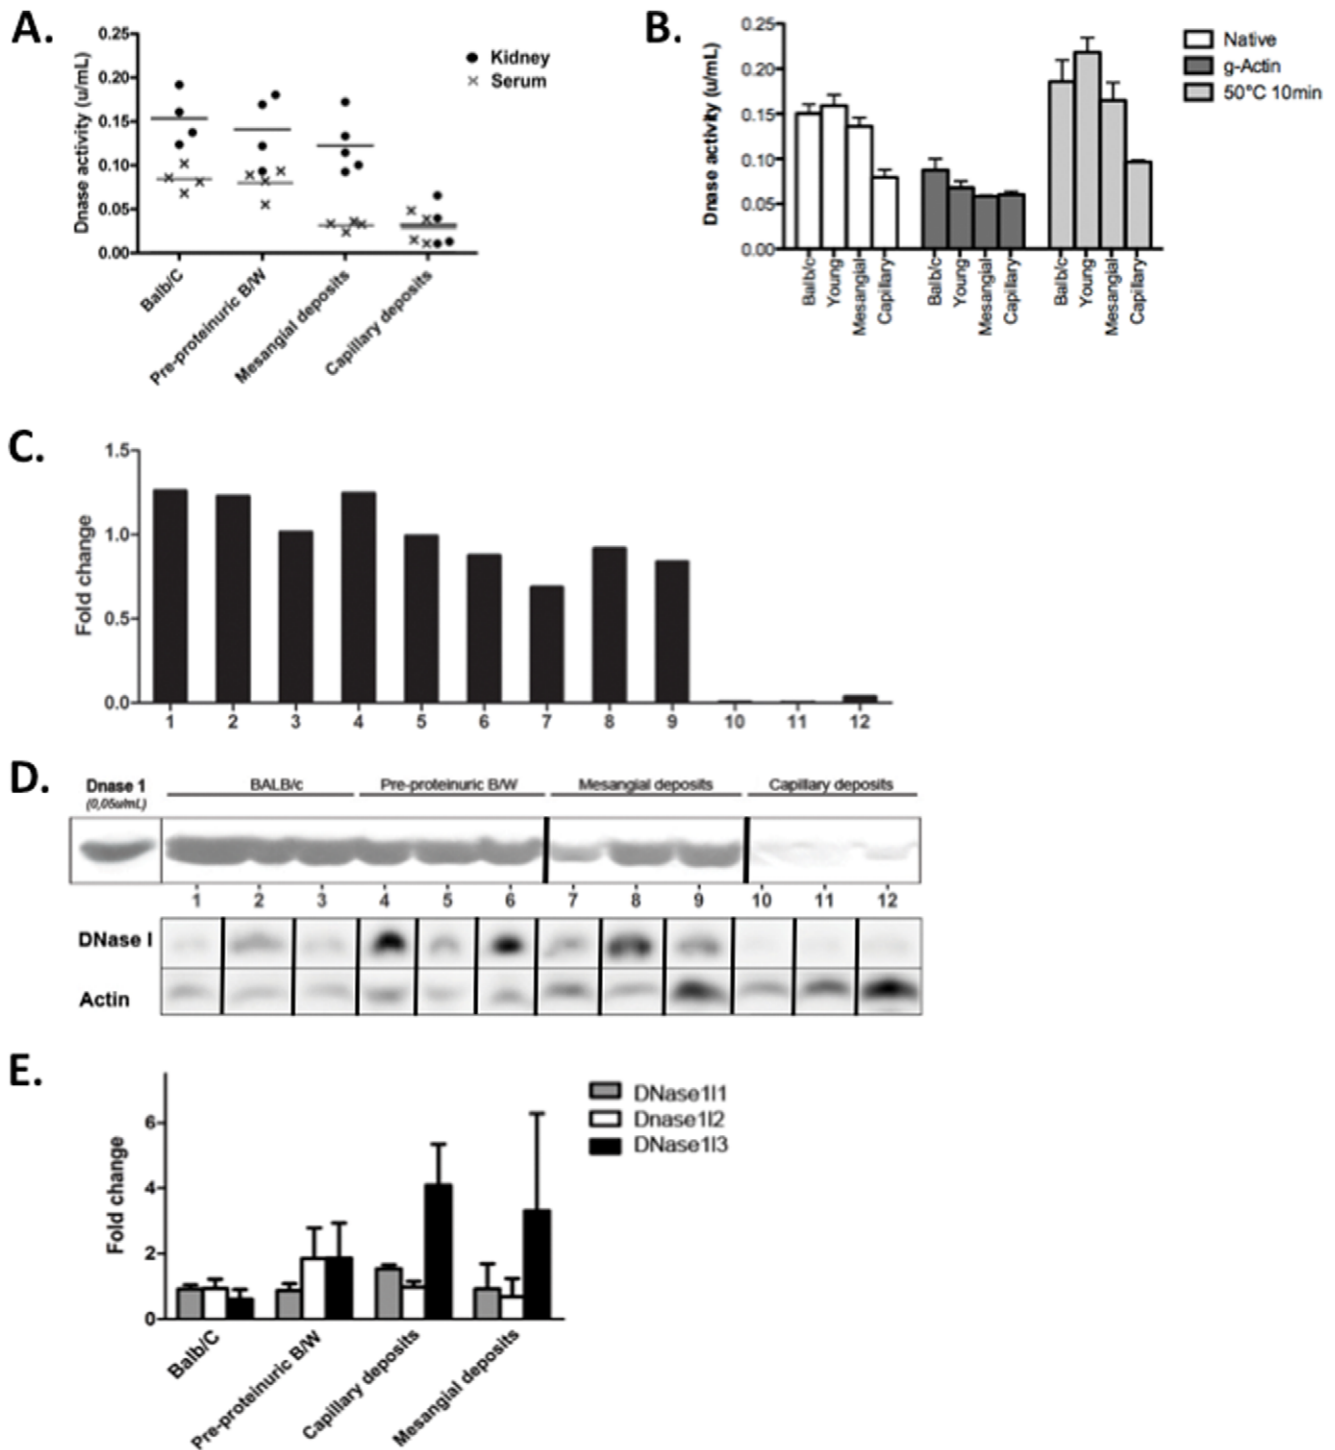 A.
Dnase activity (u/mL)
0.25
0.20
0.15
0.10
0.05
0.00
Kidney
Serum
Balb/C
Pre-proteinuric B/W
Mesangial deposits
Capillary deposits
B.
Dnase activity (u/mL)
0.25
0.20
0.15
0.10
0.05
0.00
Native
g-Actin
50°C 10min
Balb/c
Young
Mesangial
Capillary
Balb/c
Young
Mesangial
Capillary
Balb/c
Young
Mesangial
Capillary
C.
Fold change
1.5
1.0
0.5
0.0
1 2 3 4 5 6 7 8 9 10 11 12
D.
Dnase 1 BALB/c Pre-proteinuric B/W Mesangial deposits Capillary deposits
(0,05u/mL)
1 2 3 4 5 6 7 8 9 10 11 12
DNase I
Actin
E.
Fold change
6
4
2
0
DNase1l1
Dnase1l2
DNase1l3
Balb/C
Pre-proteinuric B/W
Capillary deposits
Mesangial deposits